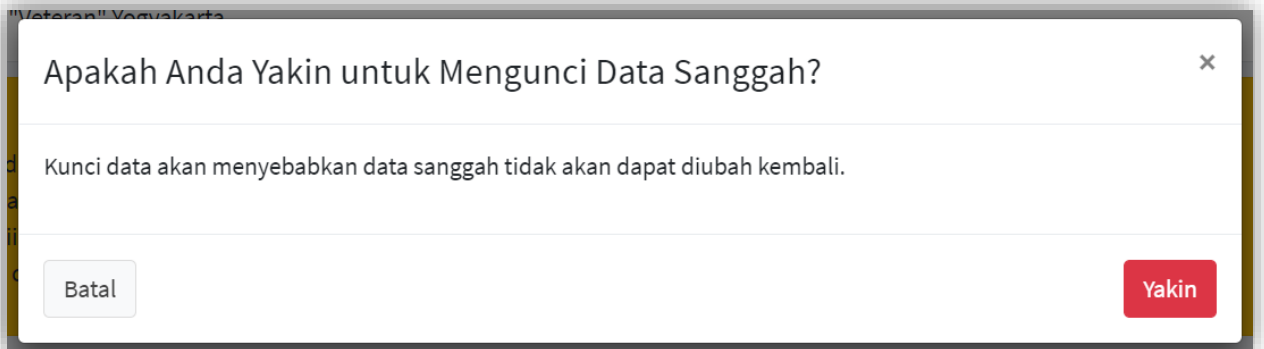 "Veteran" Yogyakarta
Apakah Anda Yakin untuk Mengunci Data Sanggah?
×
Kunci data akan menyebabkan data sanggah tidak akan dapat diubah kembali.
Batal
Yakin